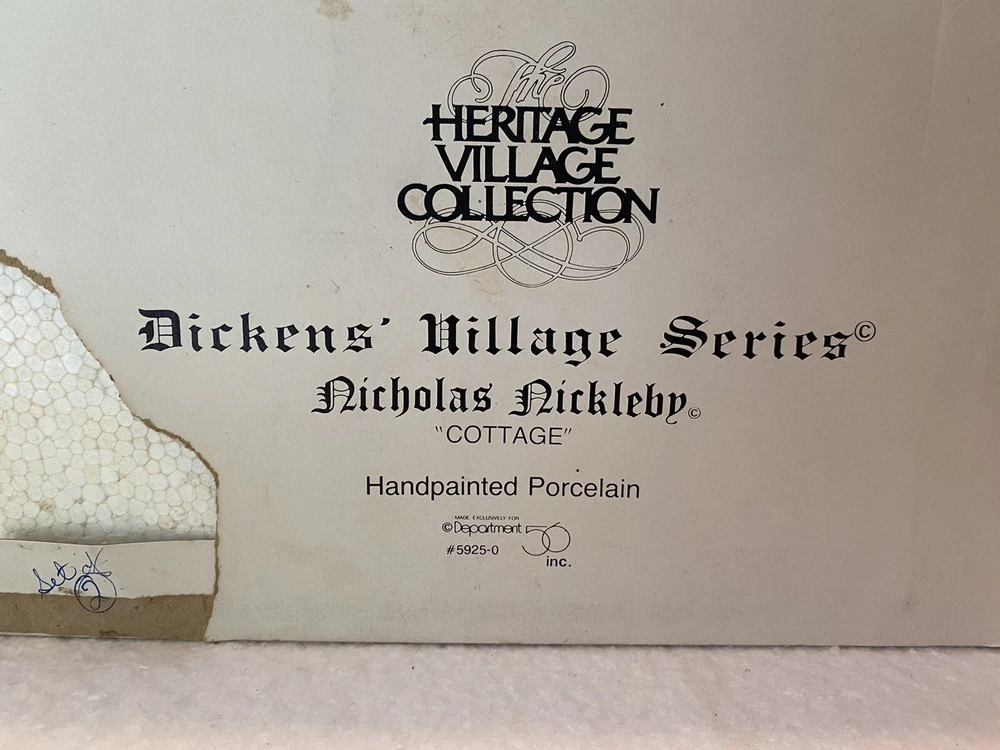 The
HERITAGE
VILLAGE
COLLECTION
Dickens' Village Series©
Nicholas Nickleby©
"COTTAGE"
Handpainted Porcelain
MADE EXCLUSIVELY FOR
©Department 56
#5925-0 inc.
Set of
2